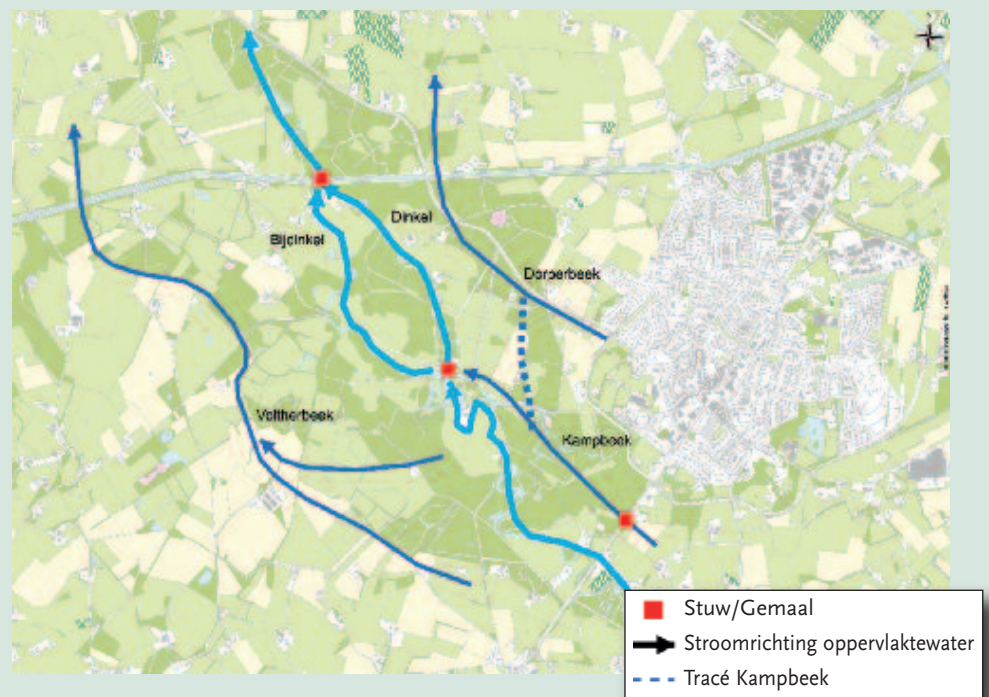 Dinkel
Bijdinkel
Dorperbeek
Voltherbeek
Kampbeek
Stuw/Gemaal
Stroomrichting oppervlaktewater
Tracé Kampbeek